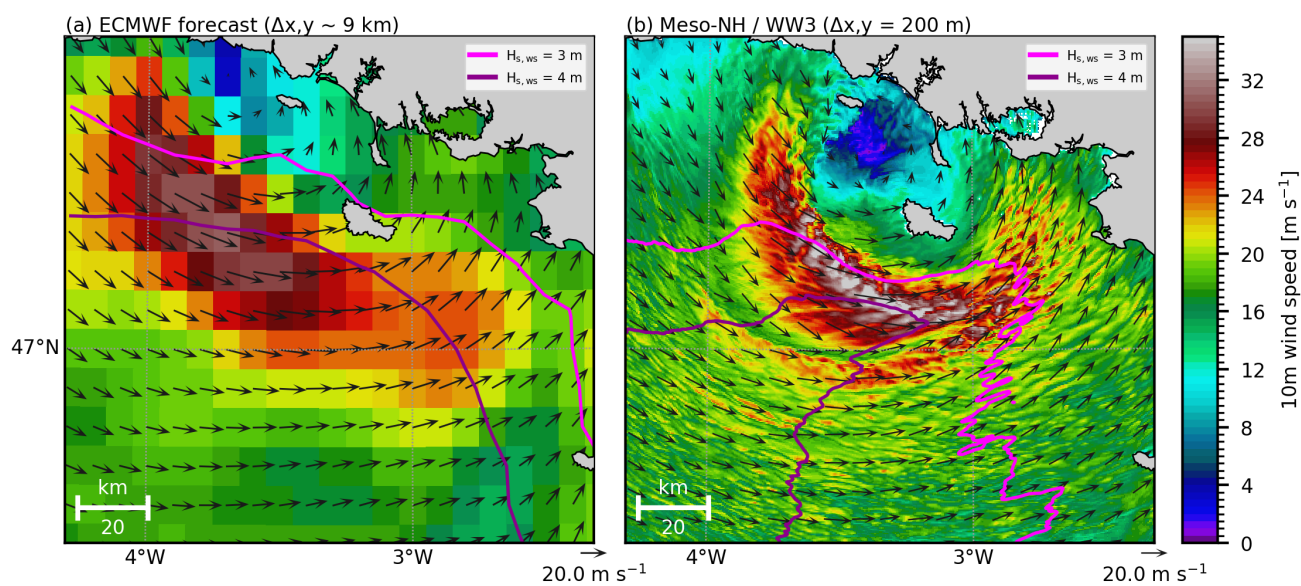 (a) ECMWF forecast (Δx,y ~ 9 km)
(b) Meso-NH / WW3 (Δx,y = 200 m)
Hs,ws = 3 m
Hs,ws = 4 m
Hs,ws = 3 m
Hs,ws = 4 m
47°N
km
20
km
20
4°W
3°W
20.0 m s⁻¹
4°W
3°W
20.0 m s⁻¹
32
28
24
20
16
12
8
4
0
10m wind speed [m s⁻¹]